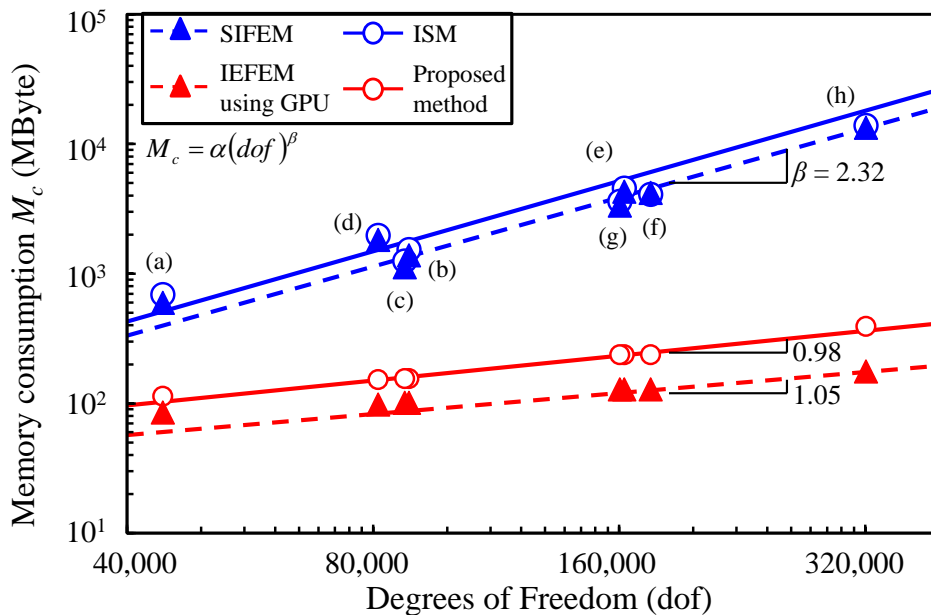 10^5
10^4
10^3
10^2
10^1
Memory consumption M_c (MByte)
SIFEM
ISM
IEFEM
using GPU
Proposed
method
M_c = α(dof)^β
(a)
(d)
(c)
(b)
(e)
(g)
(f)
(h)
β = 2.32
0.98
1.05
40,000
80,000
160,000
320,000
Degrees of Freedom (dof)